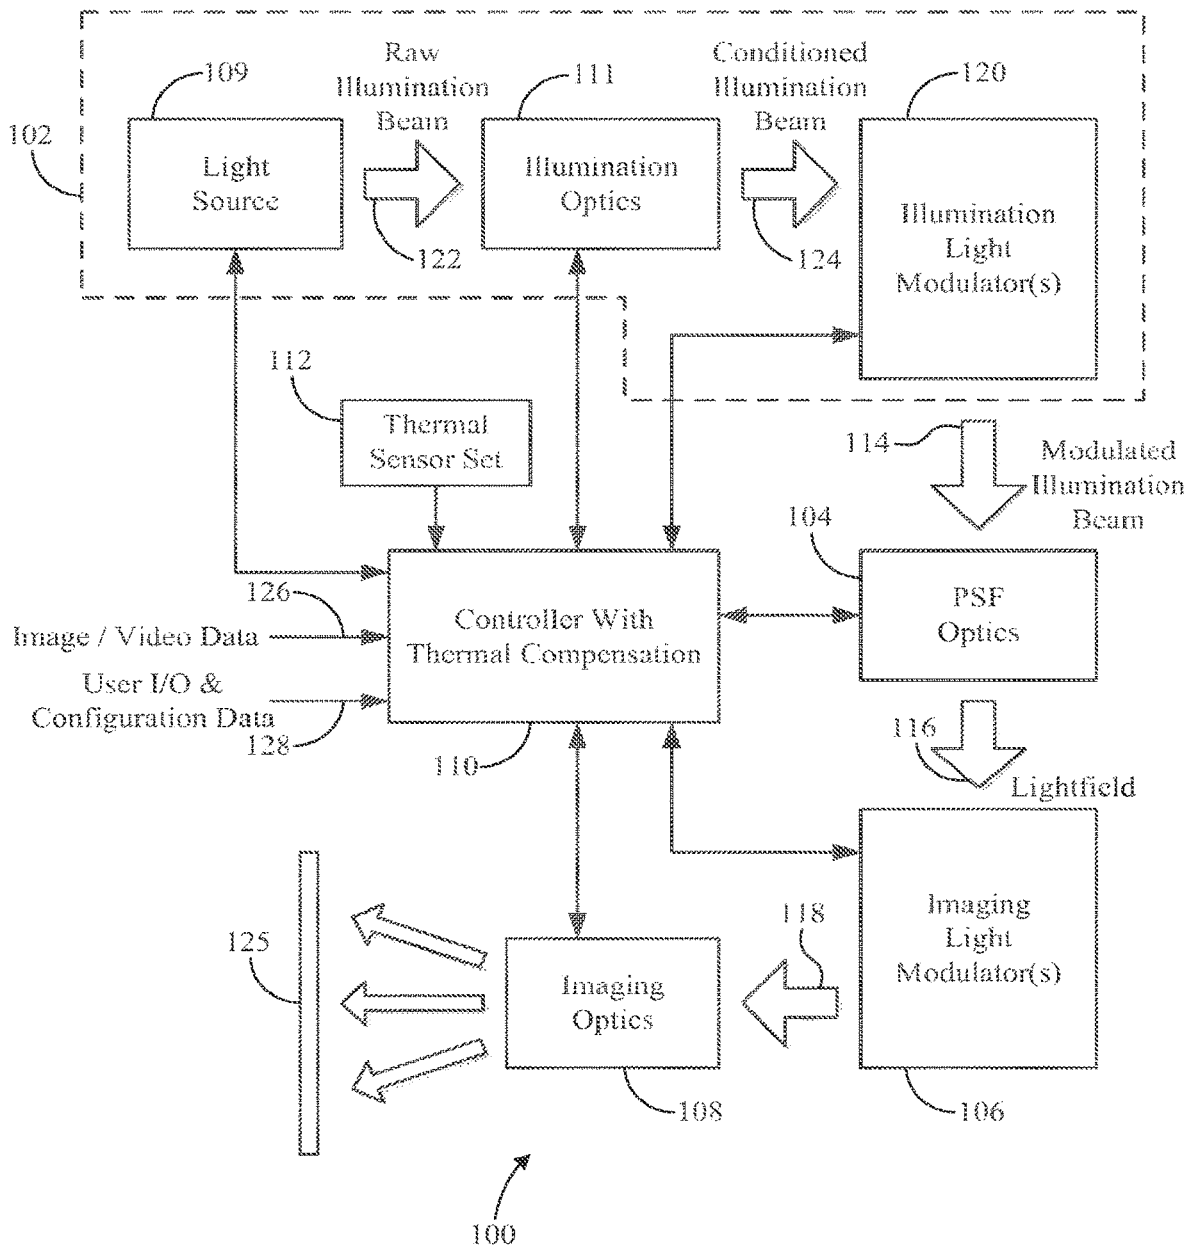 109
Raw
Illumination
Beam
111
Conditioned
Illumination
Beam
120
102
Light
Source
Illumination
Optics
Illumination
Light
Modulator(s)
122
124
112
Thermal
Sensor Set
114
Modulated
Illumination
Beam
104
126
Controller With
Thermal Compensation
PSF
Optics
Image / Video Data
User I/O &
Configuration Data
128
110
116
Lightfield
118
125
Imaging
Optics
Imaging
Light
Modulator(s)
108
106
100